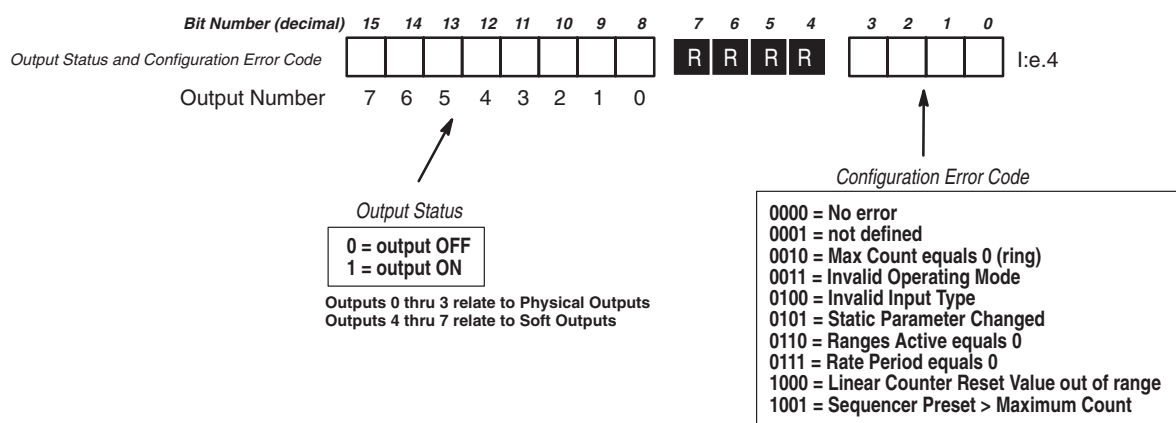 Bit Number (decimal) 15 14 13 12 11 10 9 8 7 6 5 4 3 2 1 0
Output Status and Configuration Error Code R R R R I:e.4
Output Number 7 6 5 4 3 2 1 0
Output Status
0 = output OFF
1 = output ON
Outputs 0 thru 3 relate to Physical Outputs
Outputs 4 thru 7 relate to Soft Outputs
Configuration Error Code
0000 = No error
0001 = not defined
0010 = Max Count equals 0 (ring)
0011 = Invalid Operating Mode
0100 = Invalid Input Type
0101 = Static Parameter Changed
0110 = Ranges Active equals 0
0111 = Rate Period equals 0
1000 = Linear Counter Reset Value out of range
1001 = Sequencer Preset > Maximum Count